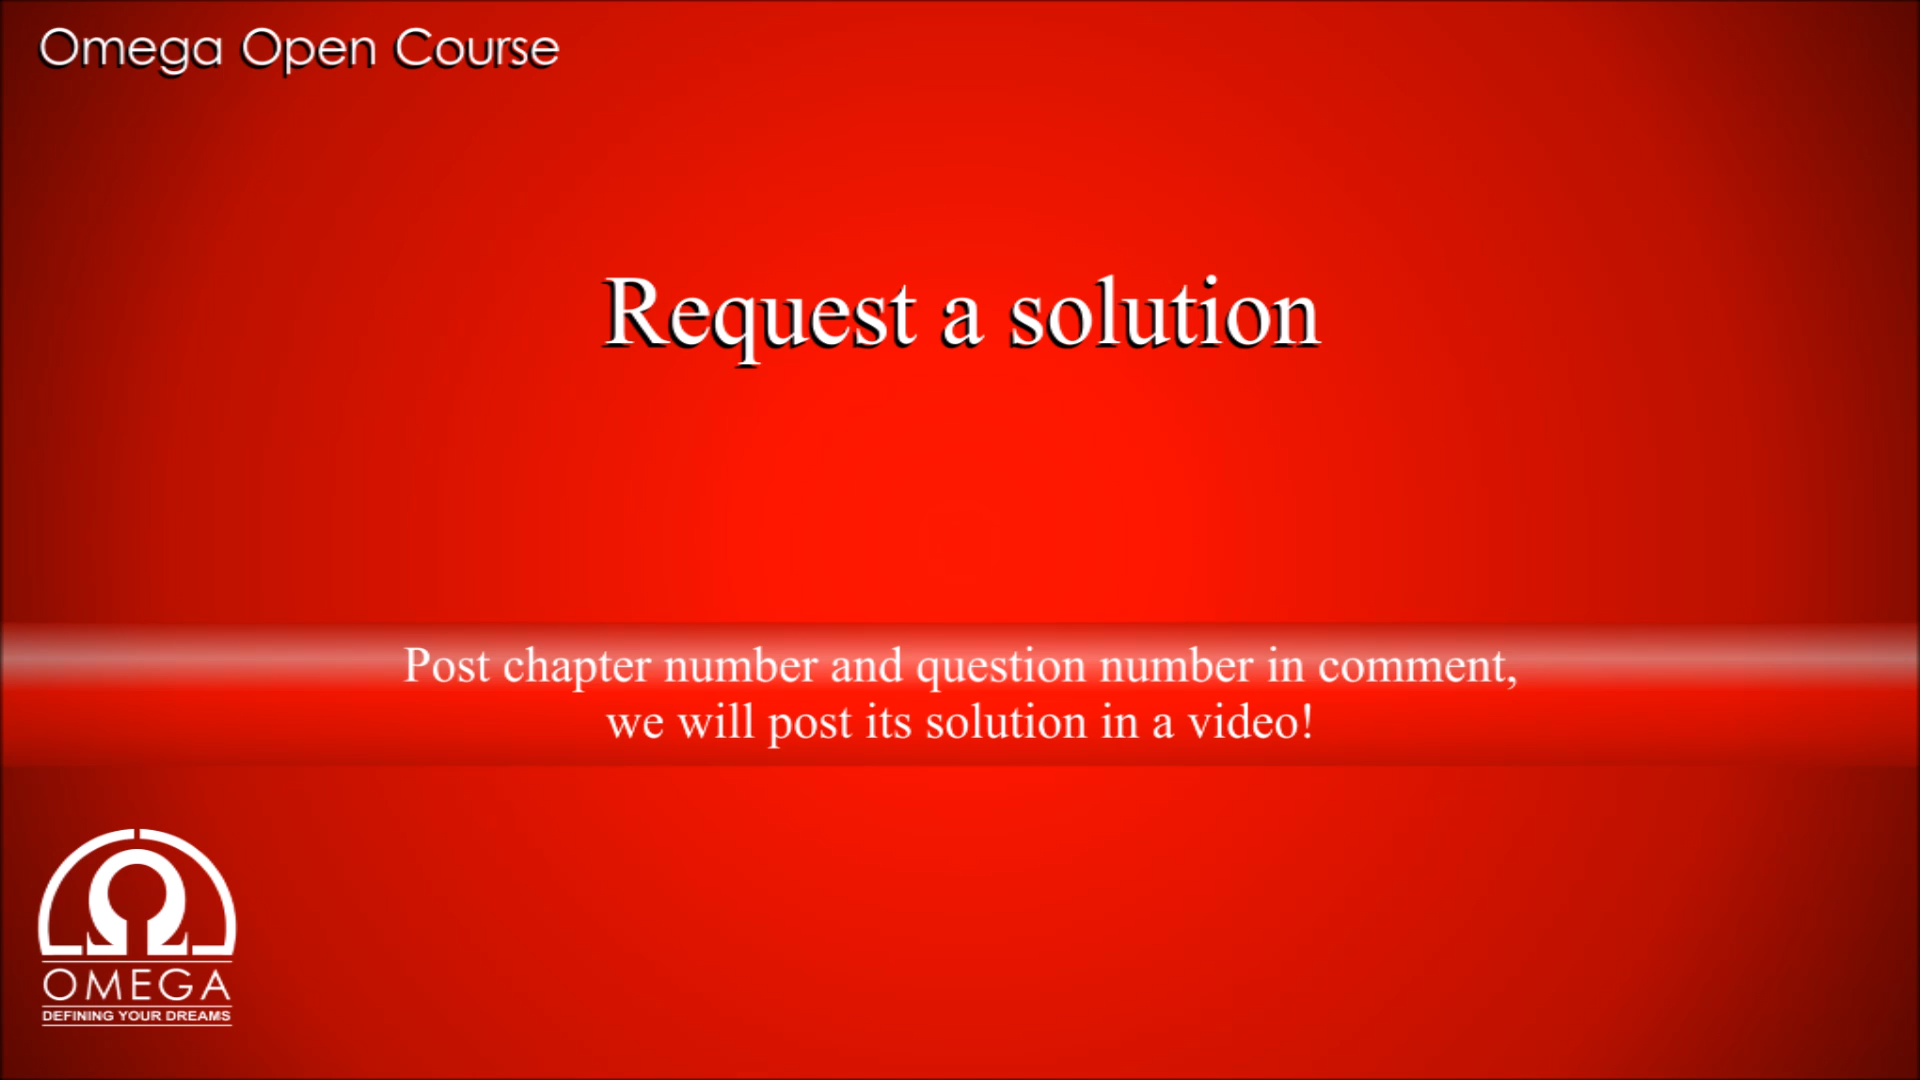 Omega Open Course
Request a solution
Post chapter number and question number in comment,
we will post its solution in a video!
Ω
OMEGA
DEFINING YOUR DREAMS